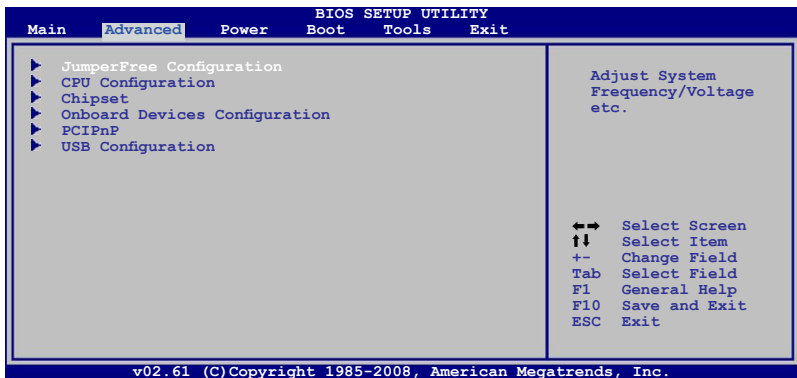 BIOS SETUP UTILITY
Main Advanced Power Boot Tools Exit
JumperFree Configuration
CPU Configuration
Chipset
Onboard Devices Configuration
PCIPnP
USB Configuration
Adjust System
Frequency/Voltage
etc.
←→ Select Screen
↑↓ Select Item
+- Change Field
Tab Select Field
F1 General Help
F10 Save and Exit
ESC Exit
v02.61 (C)Copyright 1985-2008, American Megatrends, Inc.